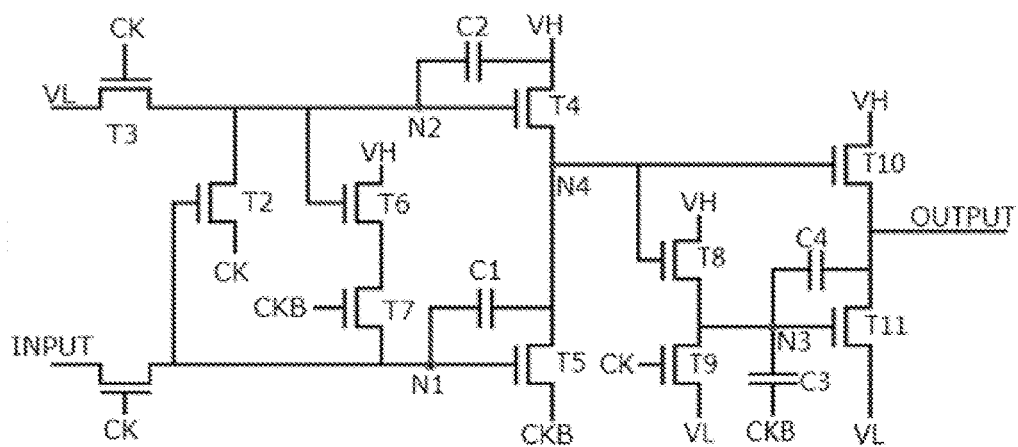 CK
C2
VH
VL
T3
N2
T4
VH
VH
T10
T2
T6
N4
VH
OUTPUT
CK
T8
C4
C1
CKB
T7
T11
INPUT
N3
N1
T5
CK
T9
C3
CK
CKB
VL
CKB
VL